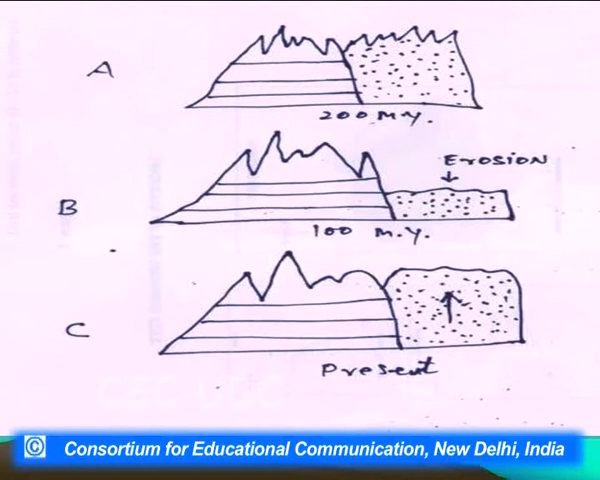 A
200 M.Y.
EROSION
B
100 M.Y.
C
Present
© Consortium for Educational Communication, New Delhi, India